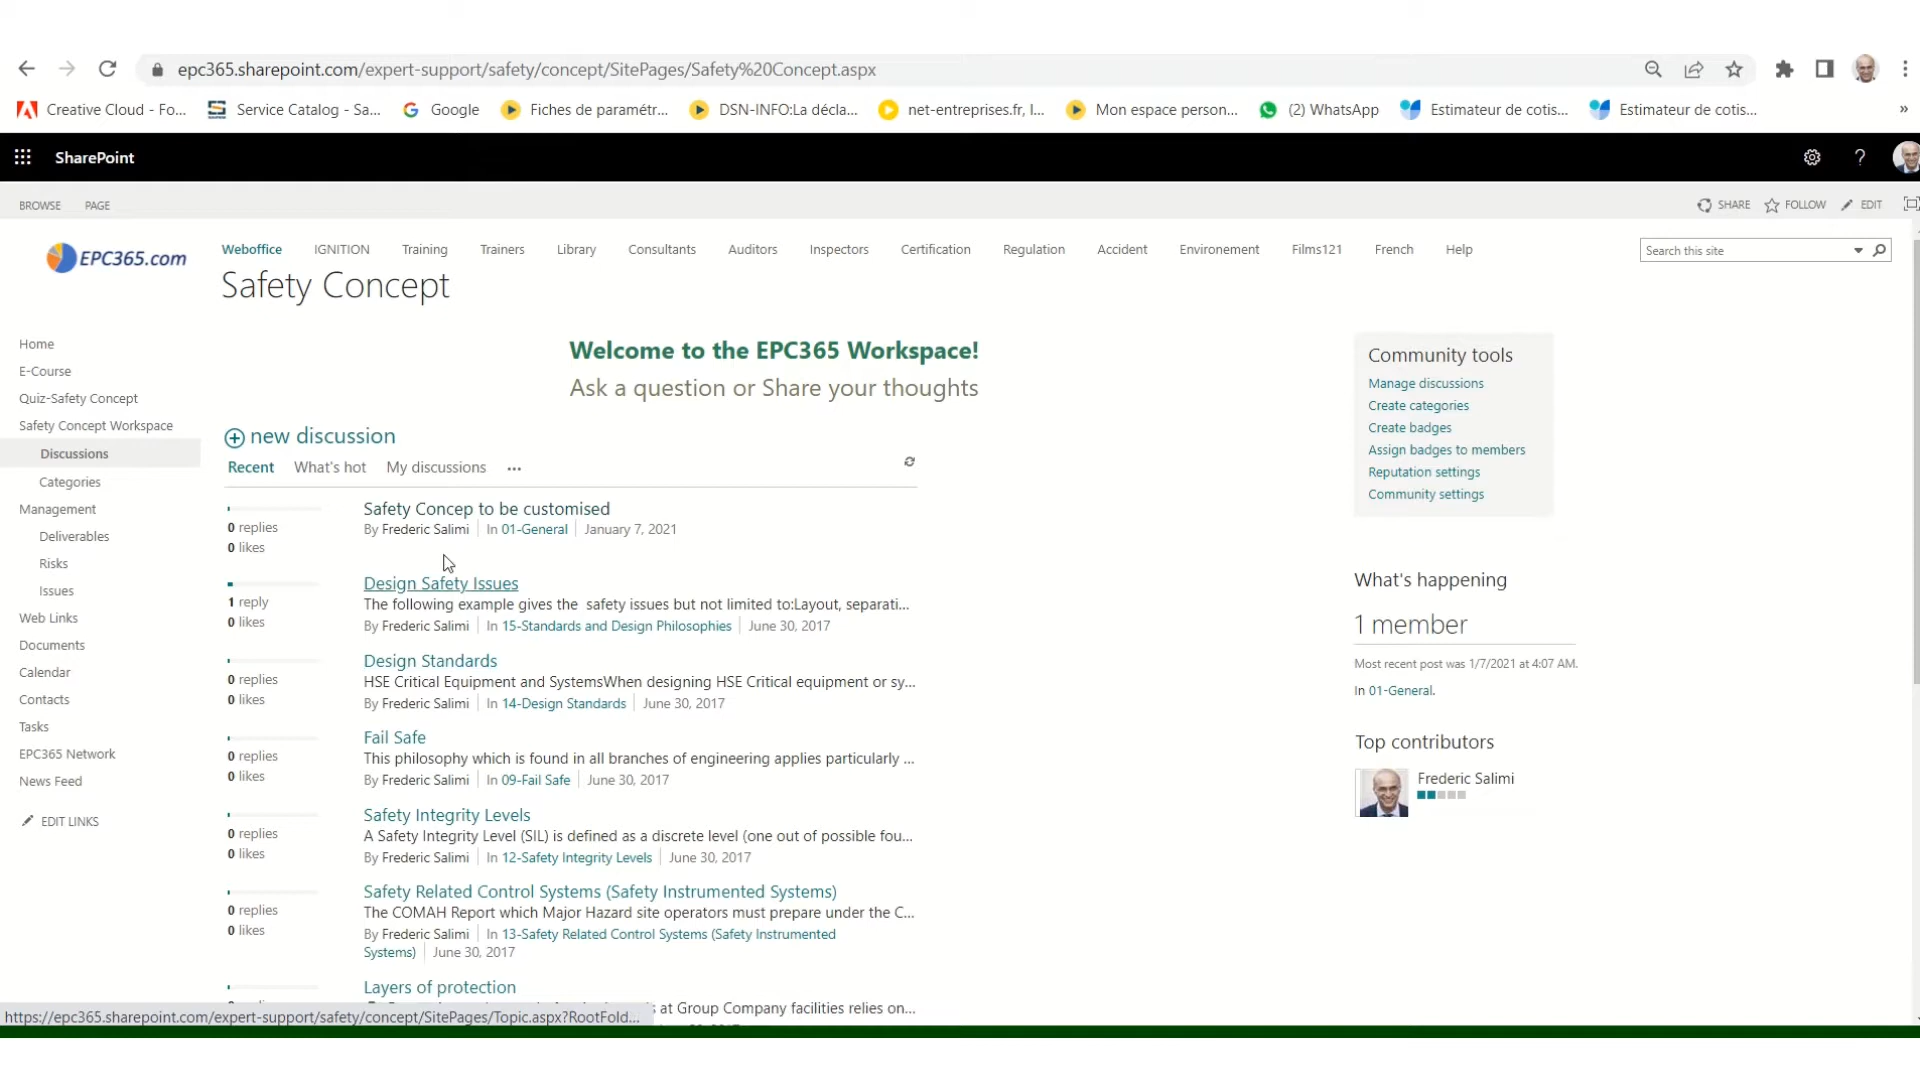 epc365.sharepoint.com/expert-support/safety/concept/SitePages/Safety%20Concept.aspx
Creative Cloud - Fo... Service Catalog - Sa... Google Fiches de paramétr... DSN-INFO:La décla... net-entreprises.fr, l... Mon espace person... (2) WhatsApp Estimateur de cotis... Estimateur de cotis... »
SharePoint ?
BROWSE PAGE SHARE FOLLOW EDIT
EPC365.com
Weboffice IGNITION Training Trainers Library Consultants Auditors Inspectors Certification Regulation Accident Environement Films121 French Help
Search this site
Safety Concept
Home
E-Course
Quiz-Safety Concept
Safety Concept Workspace
Discussions
Categories
Management
Deliverables
Risks
Issues
Web Links
Documents
Calendar
Contacts
Tasks
EPC365 Network
News Feed
EDIT LINKS
Welcome to the EPC365 Workspace!
Ask a question or Share your thoughts
new discussion
Recent What's hot My discussions ...
Safety Concep to be customised
0 replies
0 likes
By Frederic Salimi In 01-General January 7, 2021
Design Safety Issues
1 reply
0 likes
The following example gives the safety issues but not limited to:Layout, separati...
By Frederic Salimi In 15-Standards and Design Philosophies June 30, 2017
Design Standards
0 replies
0 likes
HSE Critical Equipment and SystemsWhen designing HSE Critical equipment or sy...
By Frederic Salimi In 14-Design Standards June 30, 2017
Fail Safe
0 replies
0 likes
This philosophy which is found in all branches of engineering applies particularly ...
By Frederic Salimi In 09-Fail Safe June 30, 2017
Safety Integrity Levels
0 replies
0 likes
A Safety Integrity Level (SIL) is defined as a discrete level (one out of possible fou...
By Frederic Salimi In 12-Safety Integrity Levels June 30, 2017
Safety Related Control Systems (Safety Instrumented Systems)
0 replies
0 likes
The COMAH Report which Major Hazard site operators must prepare under the C...
By Frederic Salimi In 13-Safety Related Control Systems (Safety Instrumented
Systems) June 30, 2017
Layers of protection
at Group Company facilities relies on...
https://epc365.sharepoint.com/expert-support/safety/concept/SitePages/Topic.aspx?RootFold...
Community tools
Manage discussions
Create categories
Create badges
Assign badges to members
Reputation settings
Community settings
What's happening
1 member
Most recent post was 1/7/2021 at 4:07 AM.
In 01-General.
Top contributors
Frederic Salimi